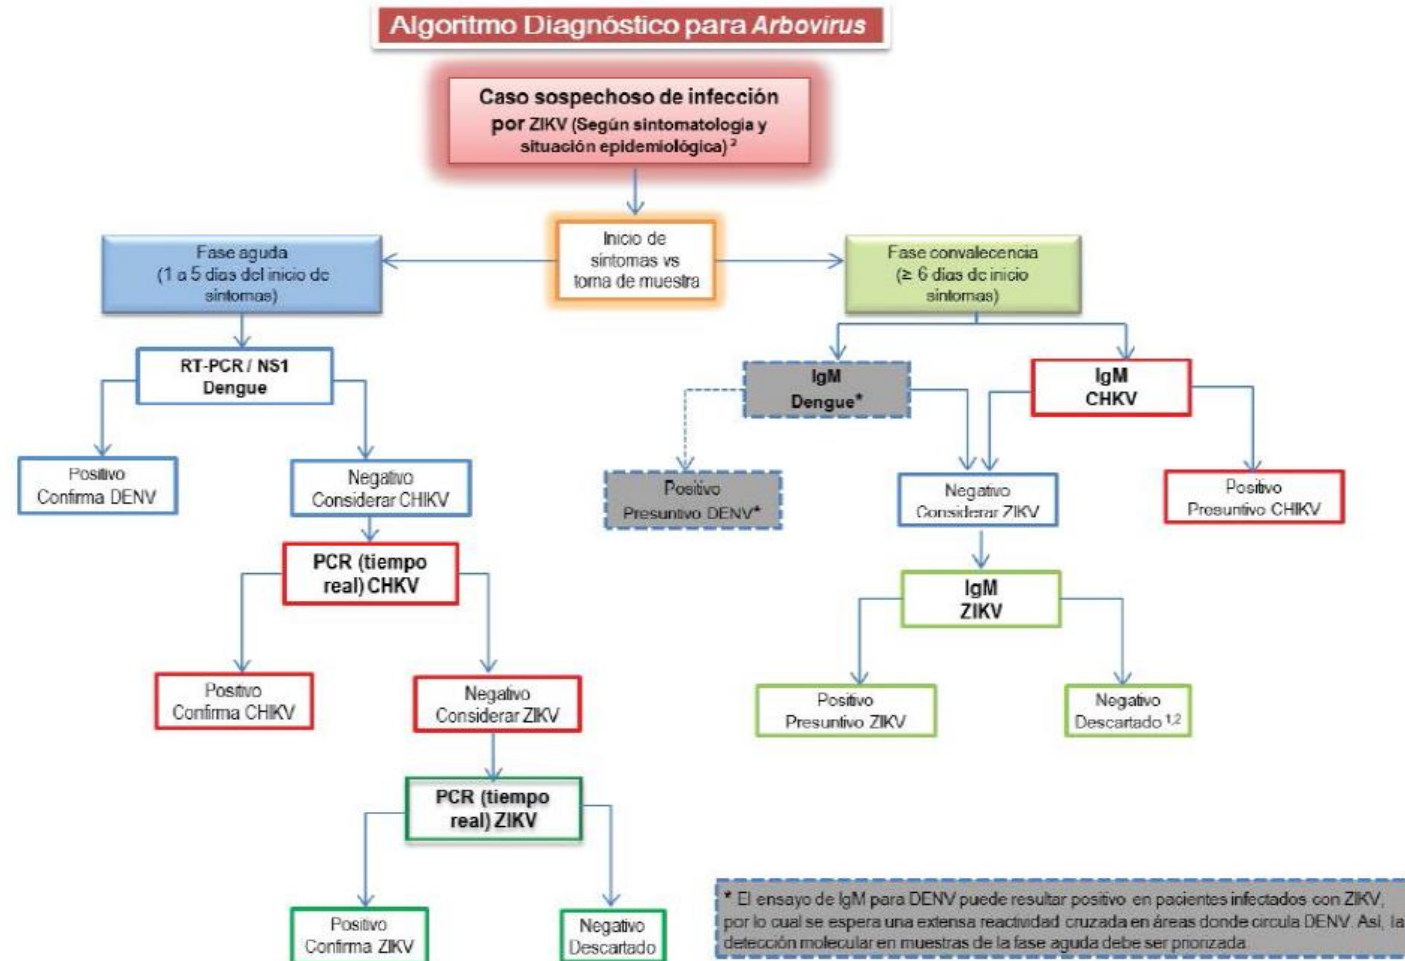 Algoritmo Diagnóstico para Arbovirus
Caso sospechoso de infección
por ZIKV (Según sintomatología y
situación epidemiológica) ²
Inicio de
síntomas vs
toma de muestra
Fase aguda
(1 a 5 días del inicio de
síntomas)
Fase convalecencia
(≥ 6 días de inicio
síntomas)
RT-PCR / NS1
Dengue
IgM
Dengue*
IgM
CHKV
Positivo
Confirma DENV
Negativo
Considerar CHIKV
Positivo
Presuntivo DENV*
Negativo
Considerar ZIKV
Positivo
Presuntivo CHIKV
PCR (tiempo
real) CHKV
IgM
ZIKV
Positivo
Confirma CHIKV
Negativo
Considerar ZIKV
Positivo
Presuntivo ZIKV
Negativo
Descartado ¹,²
PCR (tiempo
real) ZIKV
Positivo
Confirma ZIKV
Negativo
Descartado
* El ensayo de IgM para DENV puede resultar positivo en pacientes infectados con ZIKV,
por lo cual se espera una extensa reactividad cruzada en áreas donde circula DENV. Así, la
detección molecular en muestras de la fase aguda debe ser priorizada.